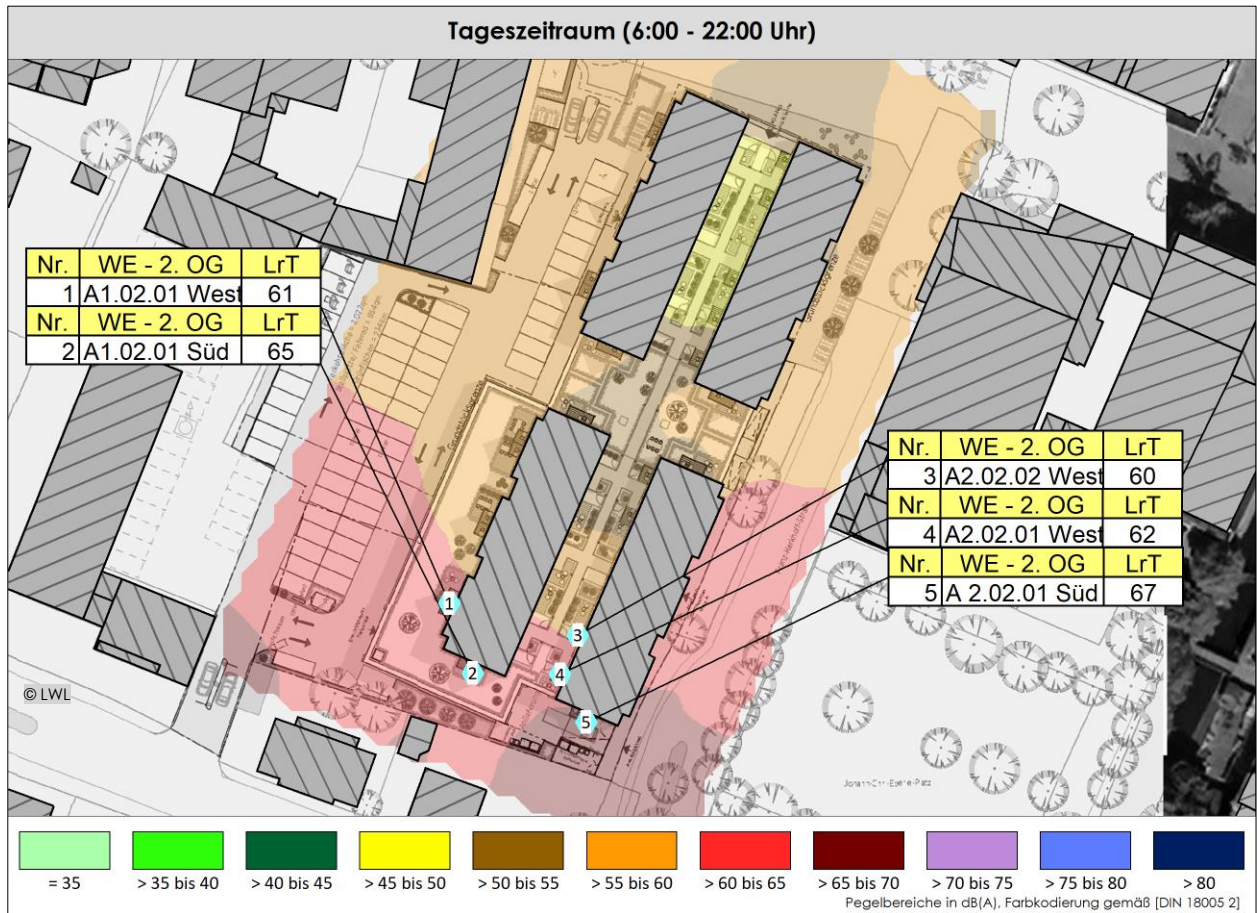 Tageszeitraum (6:00 - 22:00 Uhr)
Nr. WE - 2. OG LrT
1 A1.02.01 West 61
Nr. WE - 2. OG LrT
2 A1.02.01 Süd 65
Grundstücksgrenze
Grundstücksgrenze
Nr. WE - 2. OG LrT
3 A2.02.02 West 60
Nr. WE - 2. OG LrT
4 A2.02.01 West 62
Nr. WE - 2. OG LrT
5 A 2.02.01 Süd 67
1
2
3
4
5
© LWL
= 35
> 35 bis 40
> 40 bis 45
> 45 bis 50
> 50 bis 55
> 55 bis 60
> 60 bis 65
> 65 bis 70
> 70 bis 75
> 75 bis 80
> 80
Pegelbereiche in dB(A), Farbkodierung gemäß [DIN 18005 2]